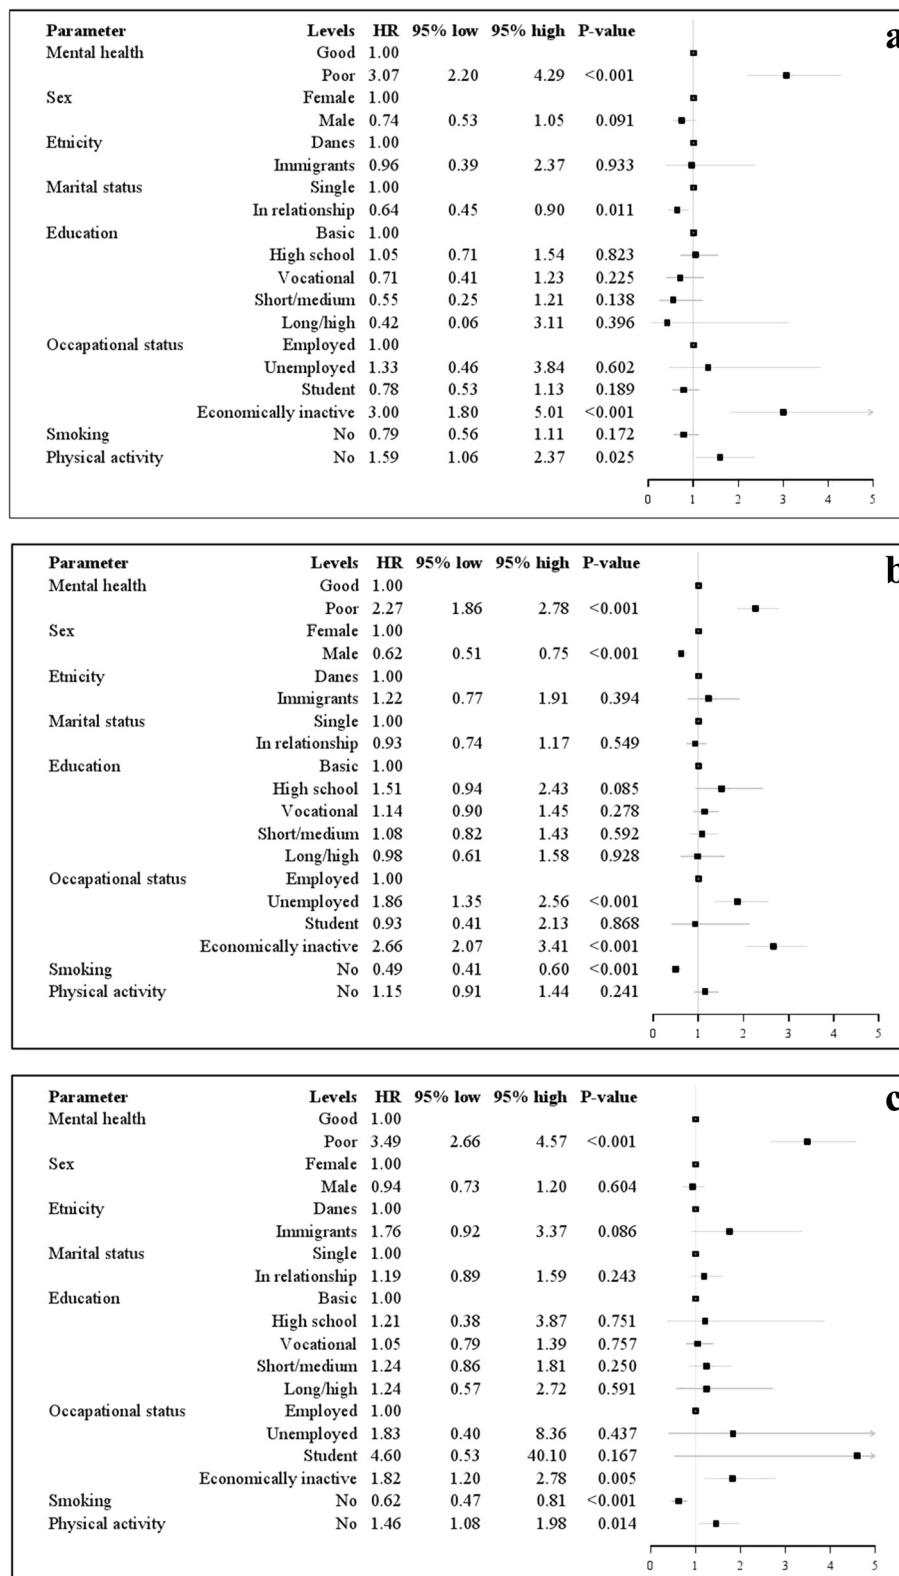 Parameter Levels HR 95% low 95% high P-value a
Mental health Good 1.00
Poor 3.07 2.20 4.29 <0.001
Sex Female 1.00
Male 0.74 0.53 1.05 0.091
Etnicity Danes 1.00
Immigrants 0.96 0.39 2.37 0.933
Marital status Single 1.00
In relationship 0.64 0.45 0.90 0.011
Education Basic 1.00
High school 1.05 0.71 1.54 0.823
Vocational 0.71 0.41 1.23 0.225
Short/medium 0.55 0.25 1.21 0.138
Long/high 0.42 0.06 3.11 0.396
Occapational status Employed 1.00
Unemployed 1.33 0.46 3.84 0.602
Student 0.78 0.53 1.13 0.189
Economically inactive 3.00 1.80 5.01 <0.001
Smoking No 0.79 0.56 1.11 0.172
Physical activity No 1.59 1.06 2.37 0.025
0 1 2 3 4 5
Parameter Levels HR 95% low 95% high P-value b
Mental health Good 1.00
Poor 2.27 1.86 2.78 <0.001
Sex Female 1.00
Male 0.62 0.51 0.75 <0.001
Etnicity Danes 1.00
Immigrants 1.22 0.77 1.91 0.394
Marital status Single 1.00
In relationship 0.93 0.74 1.17 0.549
Education Basic 1.00
High school 1.51 0.94 2.43 0.085
Vocational 1.14 0.90 1.45 0.278
Short/medium 1.08 0.82 1.43 0.592
Long/high 0.98 0.61 1.58 0.928
Occapational status Employed 1.00
Unemployed 1.86 1.35 2.56 <0.001
Student 0.93 0.41 2.13 0.868
Economically inactive 2.66 2.07 3.41 <0.001
Smoking No 0.49 0.41 0.60 <0.001
Physical activity No 1.15 0.91 1.44 0.241
0 1 2 3 4 5
Parameter Levels HR 95% low 95% high P-value c
Mental health Good 1.00
Poor 3.49 2.66 4.57 <0.001
Sex Female 1.00
Male 0.94 0.73 1.20 0.604
Etnicity Danes 1.00
Immigrants 1.76 0.92 3.37 0.086
Marital status Single 1.00
In relationship 1.19 0.89 1.59 0.243
Education Basic 1.00
High school 1.21 0.38 3.87 0.751
Vocational 1.05 0.79 1.39 0.757
Short/medium 1.24 0.86 1.81 0.250
Long/high 1.24 0.57 2.72 0.591
Occapational status Employed 1.00
Unemployed 1.83 0.40 8.36 0.437
Student 4.60 0.53 40.10 0.167
Economically inactive 1.82 1.20 2.78 0.005
Smoking No 0.62 0.47 0.81 <0.001
Physical activity No 1.46 1.08 1.98 0.014
0 1 2 3 4 5